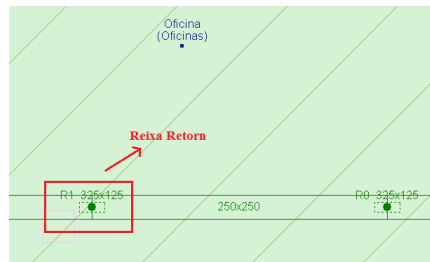 Oficina
(Oficinas)
Reixa Retorn
R1 325x125
R0 325x125
250x250